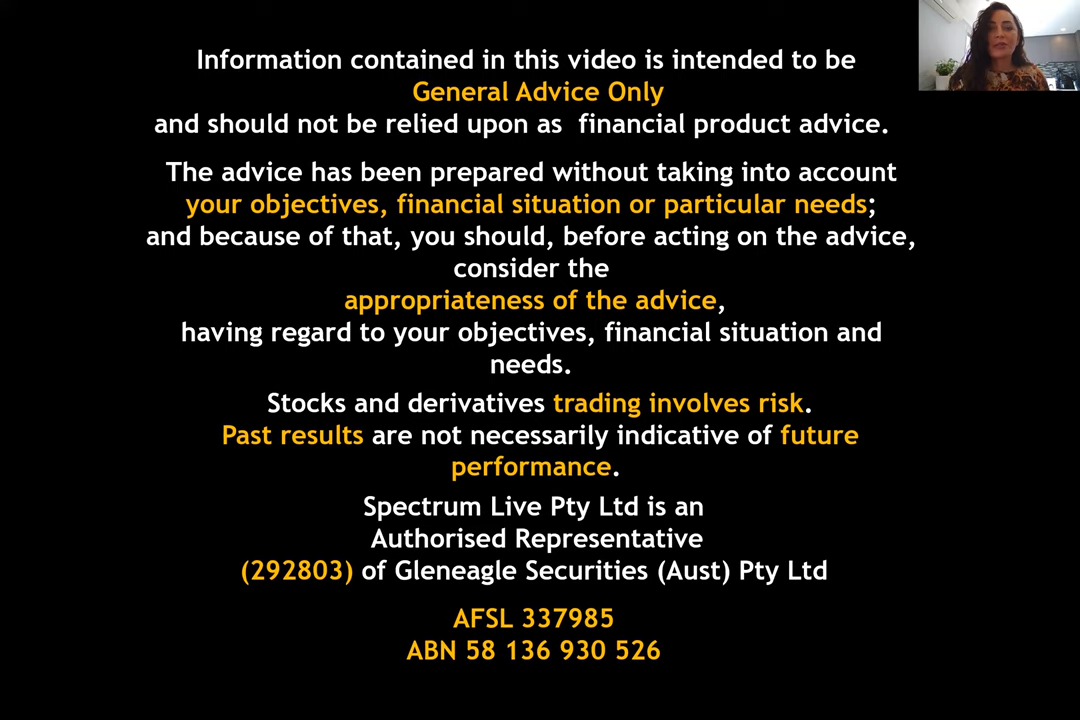 Information contained in this video is intended to be
General Advice Only
and should not be relied upon as financial product advice.
The advice has been prepared without taking into account
your objectives, financial situation or particular needs;
and because of that, you should, before acting on the advice,
consider the
appropriateness of the advice,
having regard to your objectives, financial situation and
needs.
Stocks and derivatives trading involves risk.
Past results are not necessarily indicative of future
performance.
Spectrum Live Pty Ltd is an
Authorised Representative
(292803) of Gleneagle Securities (Aust) Pty Ltd
AFSL 337985
ABN 58 136 930 526